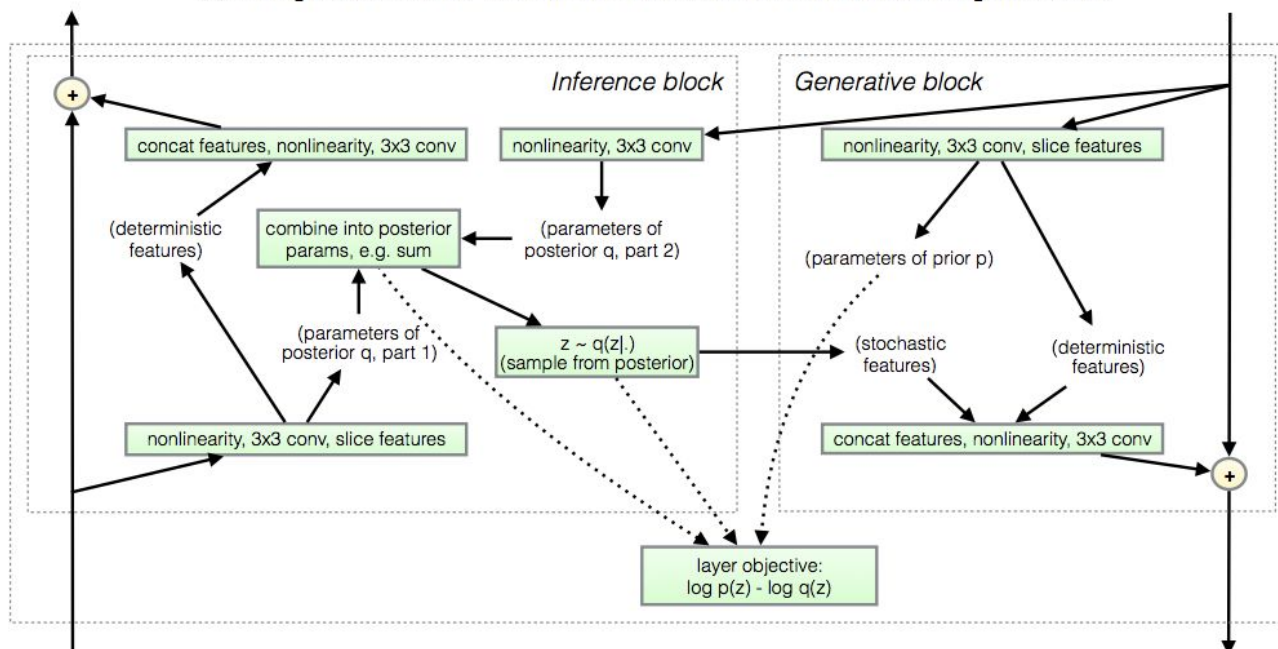 Inference block
Generative block
+
concat features, nonlinearity, 3x3 conv
nonlinearity, 3x3 conv
nonlinearity, 3x3 conv, slice features
(deterministic
features)
combine into posterior
params, e.g. sum
(parameters of
posterior q, part 2)
(parameters of prior p)
(parameters of
posterior q, part 1)
z ~ q(z|.)
(sample from posterior)
(stochastic
features)
(deterministic
features)
nonlinearity, 3x3 conv, slice features
concat features, nonlinearity, 3x3 conv
+
layer objective:
log p(z) - log q(z)